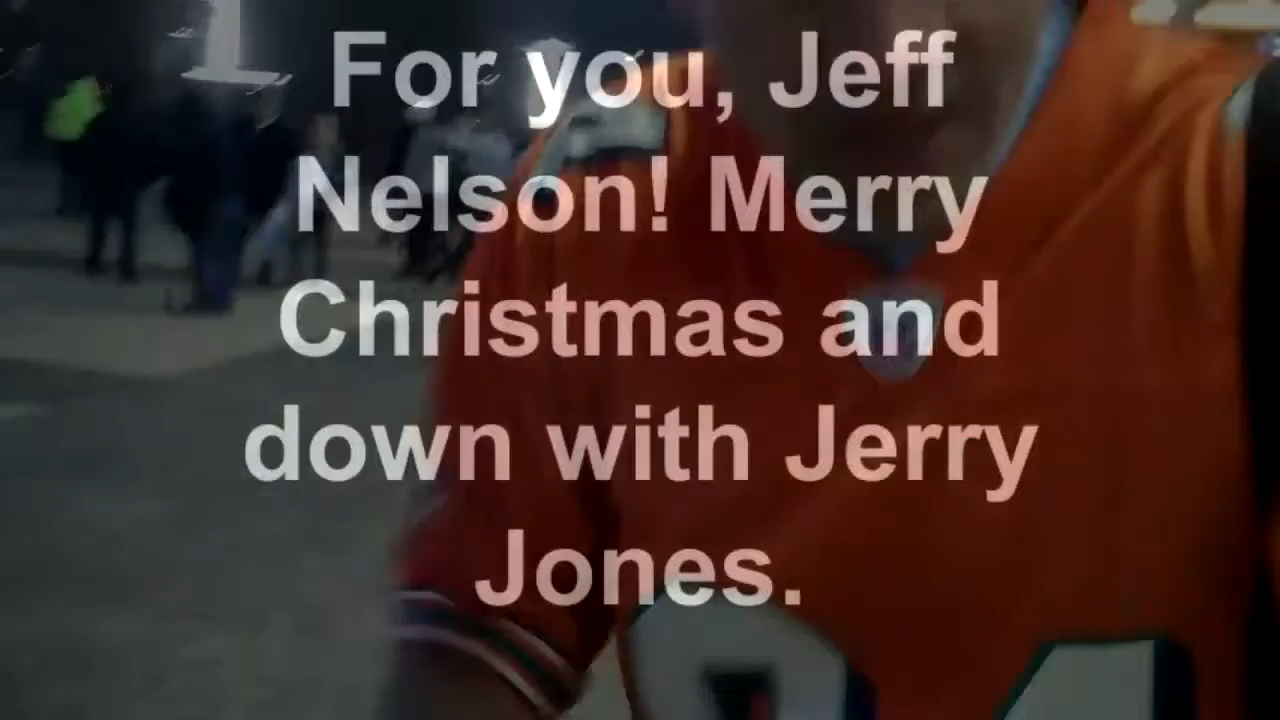 For you, Jeff
Nelson! Merry
Christmas and
down with Jerry
Jones.